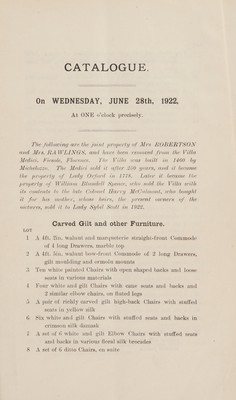 CATALOGUE.
On WEDNESDAY, JUNE 28th, 1922,
At ONE o'clock precisely.
The following are the joint property of Mrs ROBERTSON
and Mrs. RAWLINGS, and have been removed from the Villa
Medici, Fiesole, Florence. The Villa was built in 1460 by
Michelozzo. The Medici sold it after 250 years, and it became
the property of Lady Orford in 1770. Later it became the
property of William Blundell Spence, who sold the Villa with
its contents to the late Colonel Harry McCalmont, who bought
it for his mother, whose heirs, the present owners of the
pictures, sold it to Lady Sybil Scott in 1922.
Carved Gilt and other Furniture.
LOT
1 A 4ft. 2in. walnut and marqueterie straight-front Commode
of 4 long Drawers, marble top
2 A 4ft. 8in. walnut bow-front Commode of 2 long Drawers,
gilt moulding and ormolu mounts
3 Ten white painted Chairs with open shaped backs and loose
seats in various materials
4 Four white and gilt Chairs with cane seats and backs and
2 similar elbow chairs, on fluted legs
5 A pair of richly carved gilt high-back Chairs with stuffed
seats in yellow silk
6 Six white and gilt Chairs with stuffed seats and backs in
crimson silk damask
7 A set of 6 white and gilt Elbow Chairs with stuffed seats
and backs in various floral silk brocades
8 A set of 6 ditto Chairs, en suite